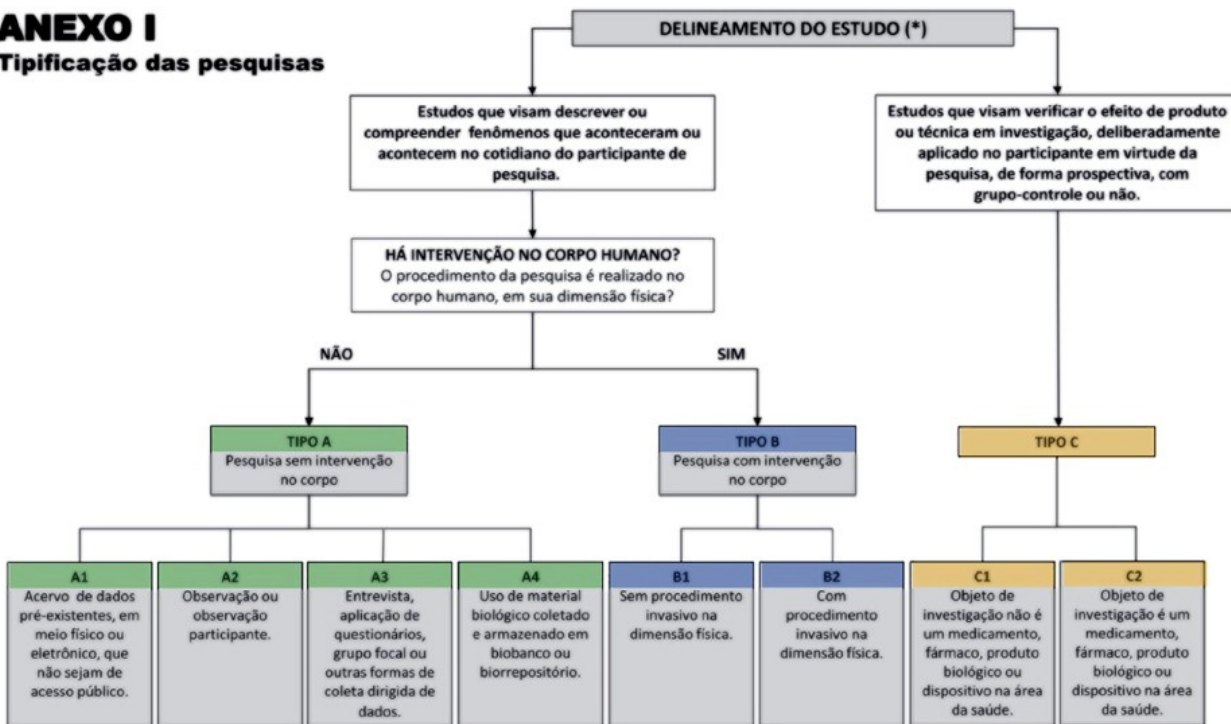 ANEXO I
Tipificação das pesquisas
DELINEAMENTO DO ESTUDO (*)
Estudos que visam descrever ou
compreender fenômenos que aconteceram ou
acontecem no cotidiano do participante de
pesquisa.
Estudos que visam verificar o efeito de produto
ou técnica em investigação, deliberadamente
aplicado no participante em virtude da
pesquisa, de forma prospectiva, com
grupo-controle ou não.
HÁ INTERVENÇÃO NO CORPO HUMANO?
O procedimento da pesquisa é realizado no
corpo humano, em sua dimensão física?
NÃO
SIM
TIPO A
Pesquisa sem intervenção
no corpo
TIPO B
Pesquisa com intervenção
no corpo
TIPO C
A1
Acervo de dados
pré-existentes, em
meio físico ou
eletrônico, que
não sejam de
acesso público.
A2
Observação ou
observação
participante.
A3
Entrevista,
aplicação de
questionários,
grupo focal ou
outras formas de
coleta dirigida de
dados.
A4
Uso de material
biológico coletado
e armazenado em
biobanco ou
biorrepositório.
B1
Sem procedimento
invasivo na
dimensão física.
B2
Com
procedimento
invasivo na
dimensão física.
C1
Objeto de
investigação não é
um medicamento,
fármaco, produto
biológico ou
dispositivo na área
da saúde.
C2
Objeto de
investigação é um
medicamento,
fármaco, produto
biológico ou
dispositivo na área
da saúde.